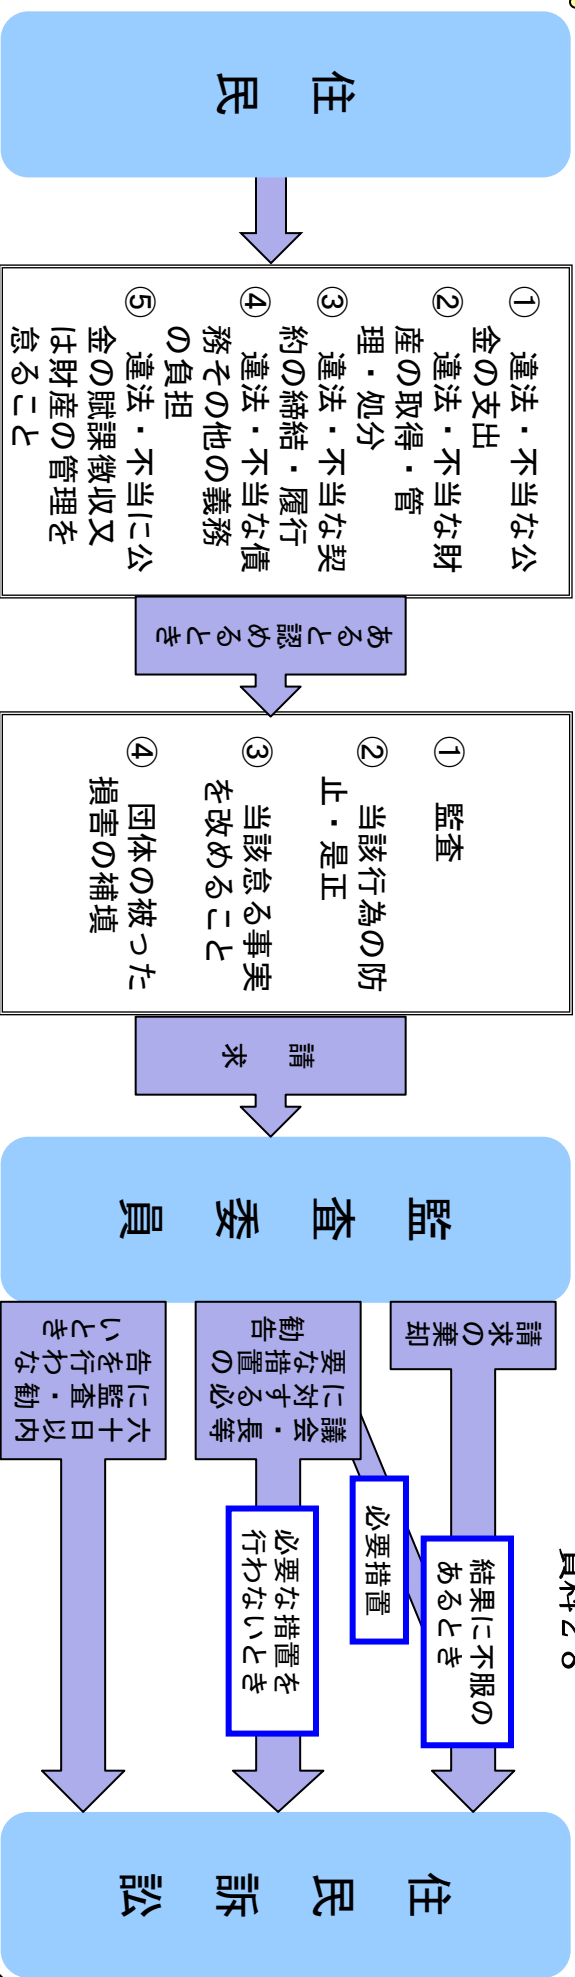 住民
① 違法・不当な公
金の支出
② 違法・不当な財
産の取得・管
理・処分
③ 違法・不当な契
約の締結・履行
④ 違法・不当な債
務その他の義務
の負担
⑤ 違法・不当に公
金の賦課徴収又
は財産の管理を
怠ること
あると認めるとき
① 監査
② 当該行為の防
止・是正
③ 当該怠る事実
を改めること
④ 団体の被った
損害の補填
請求
監査委員
請求の棄却
結果に不服の
あるとき
議会・長等
に対する必
要な措置の
勧告
必要措置
必要な措置を
行わないとき
六十日以内
に監査・勧
告を行わな
いとき
住民訴訟